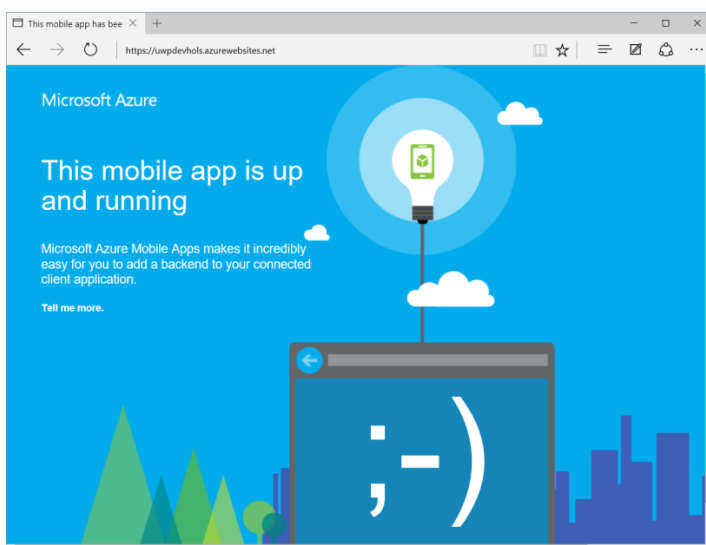 This mobile app has bee
https://uwpdevhols.azurewebsites.net
Microsoft Azure
This mobile app is up
and running
Microsoft Azure Mobile Apps makes it incredibly
easy for you to add a backend to your connected
client application.
Tell me more.
;-)